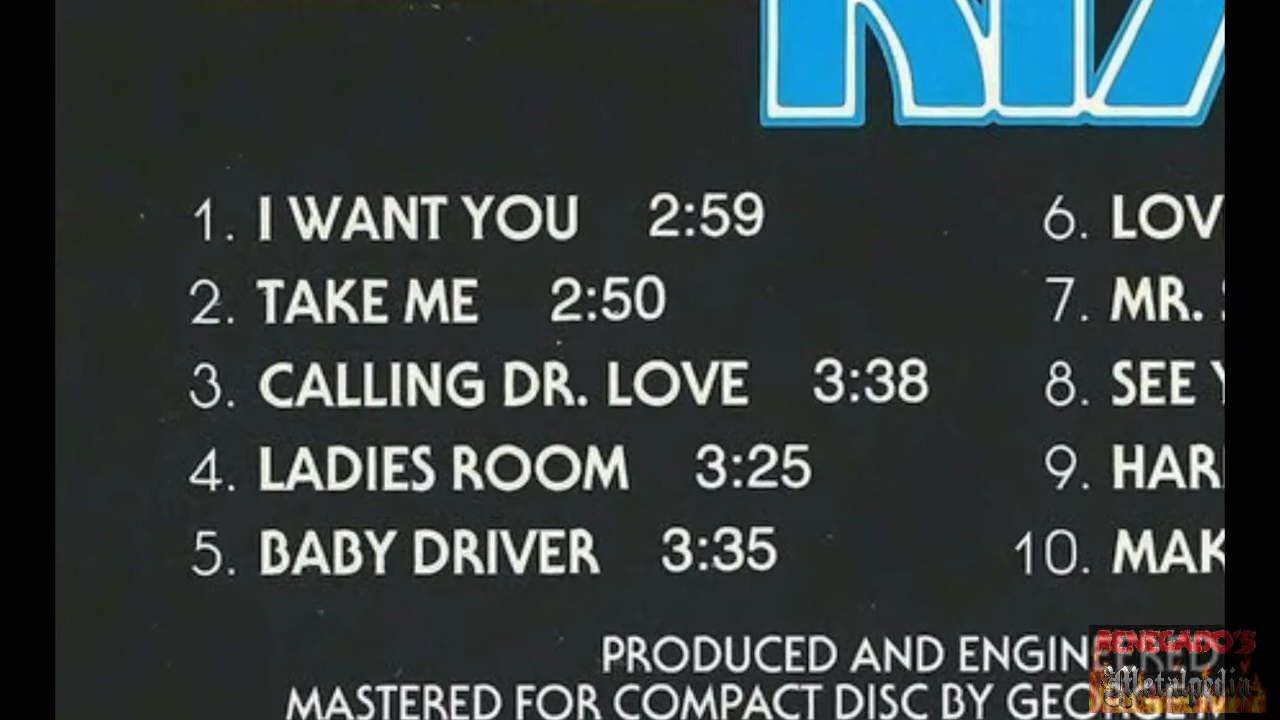 1. I WANT YOU 2:59
2. TAKE ME 2:50
3. CALLING DR. LOVE 3:38
4. LADIES ROOM 3:25
5. BABY DRIVER 3:35
6. LOV
7. MR.
8. SEE Y
9. HAR
10. MAK
PRODUCED AND ENGINEERED
MASTERED FOR COMPACT DISC BY GEO
RENEGADO'S
Metalpedia